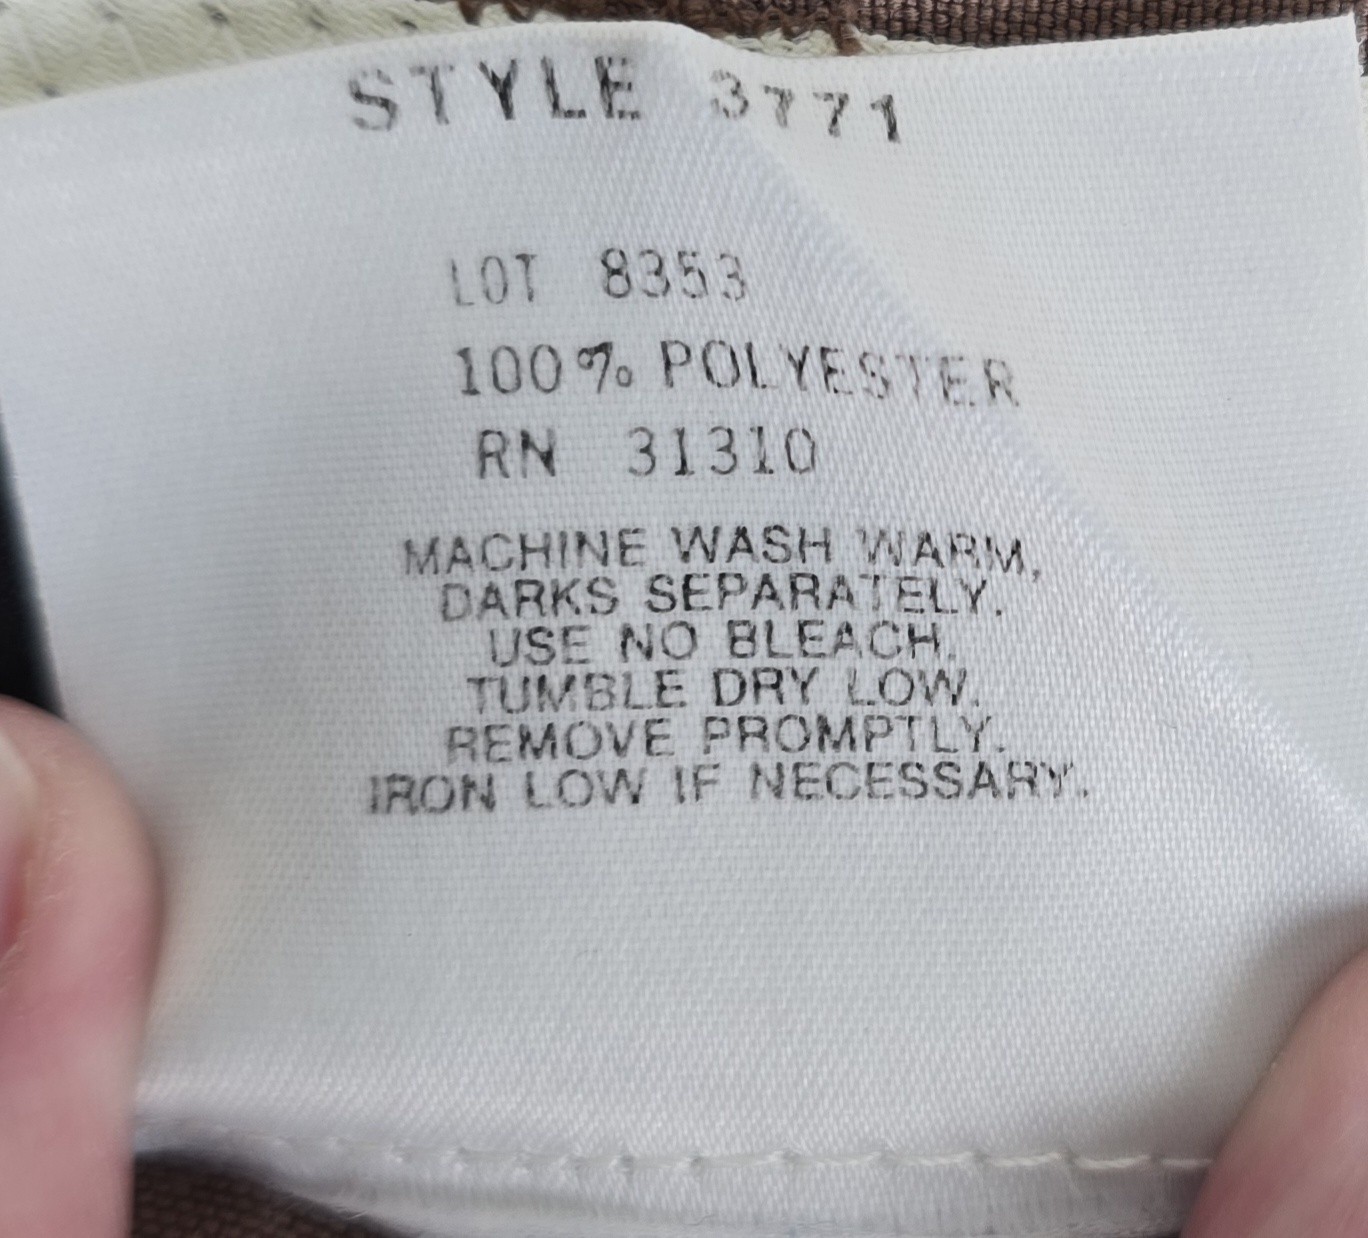 STYLE 3771
LOT 8353
100% POLYESTER
RN 31310
MACHINE WASH WARM,
DARKS SEPARATELY.
USE NO BLEACH.
TUMBLE DRY LOW.
REMOVE PROMPTLY.
IRON LOW IF NECESSARY.